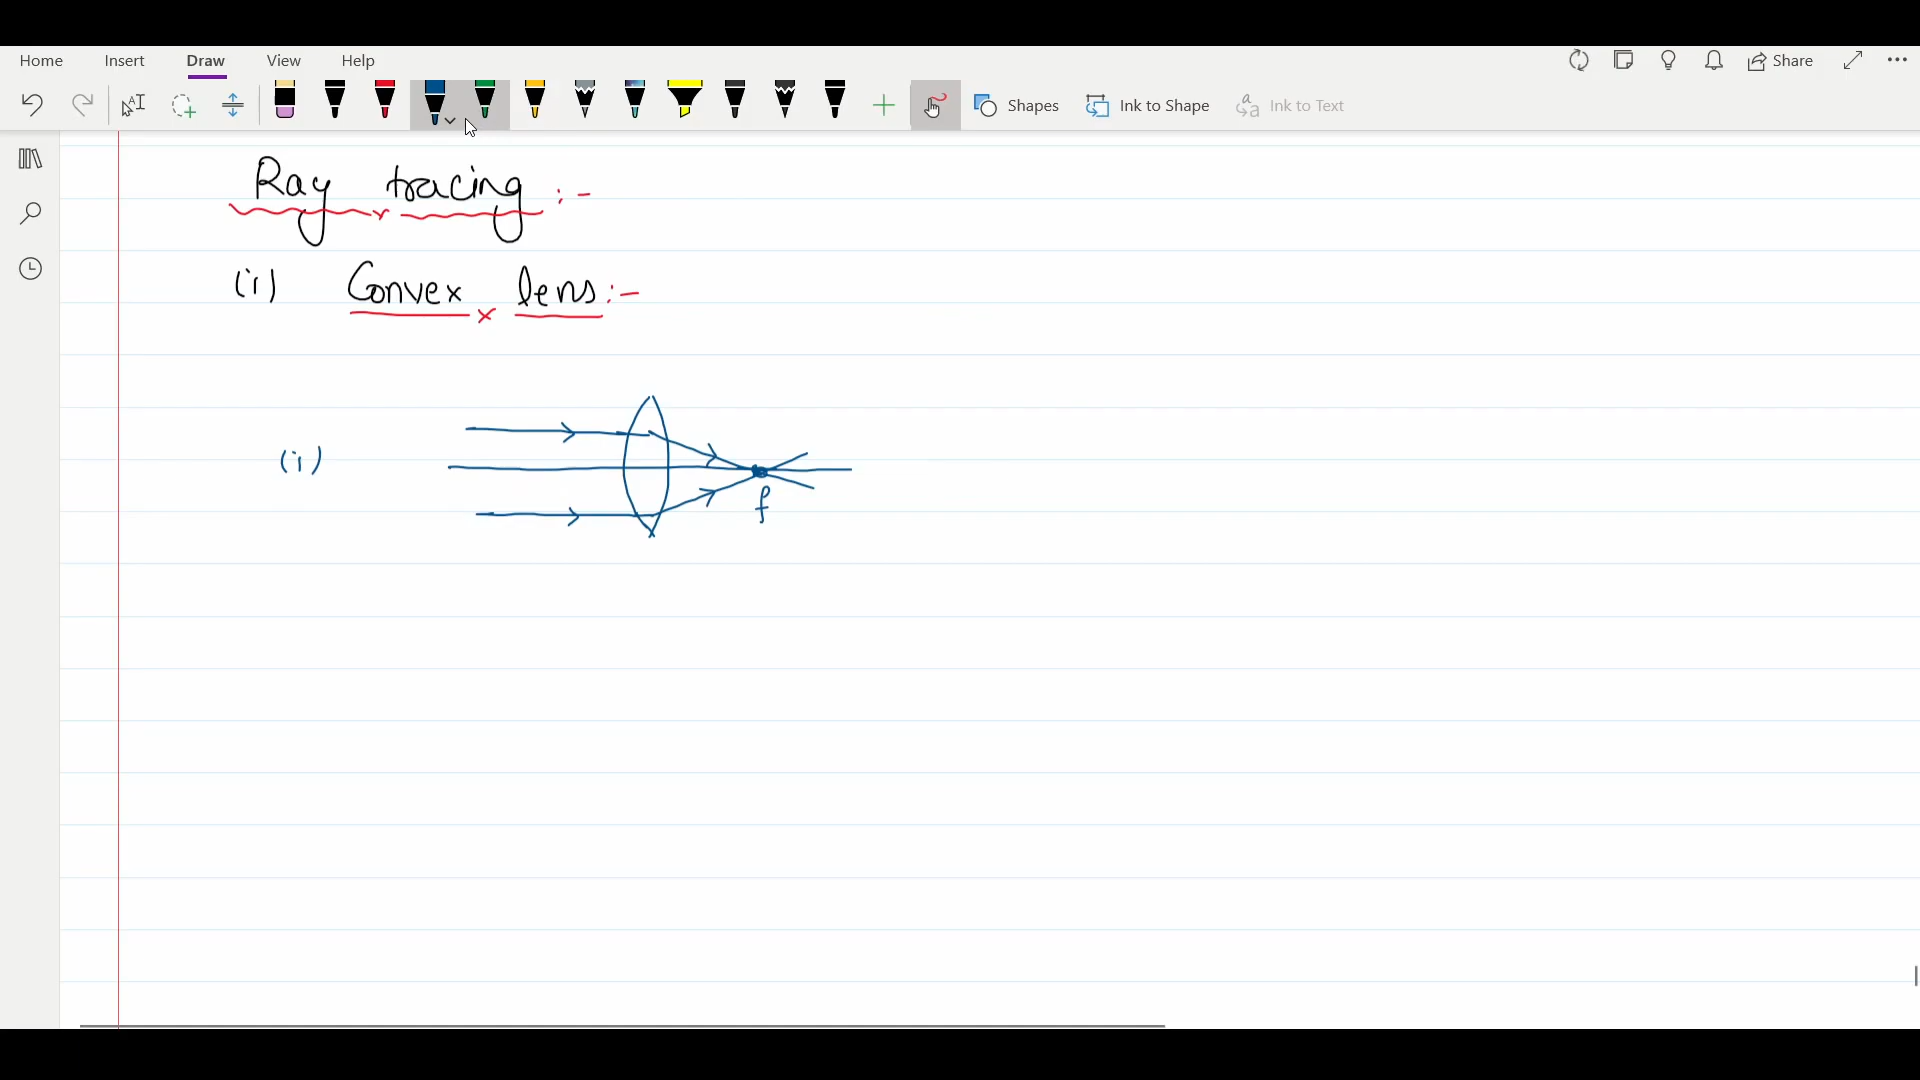 Home Insert Draw View Help Share
Shapes Ink to Shape Ink to Text
Ray tracing :-
(i) Convex lens :-
(i)
f